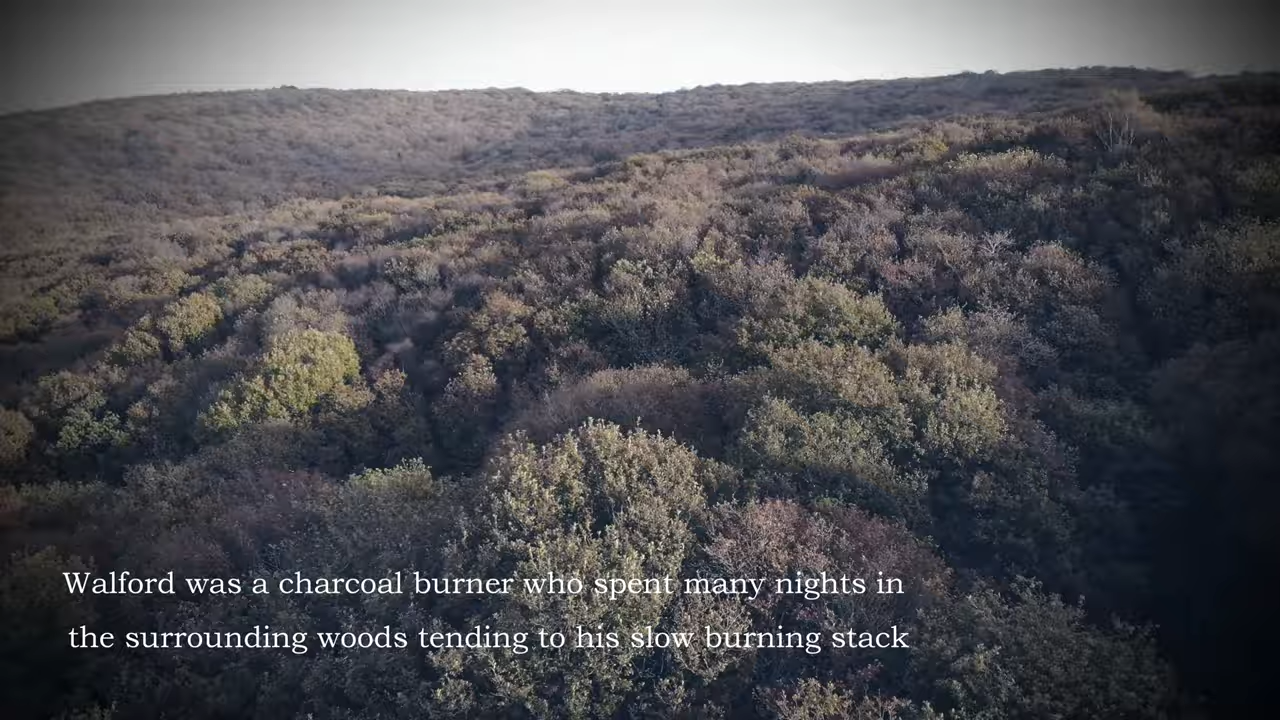 Walford was a charcoal burner who spent many nights in
the surrounding woods tending to his slow burning stack